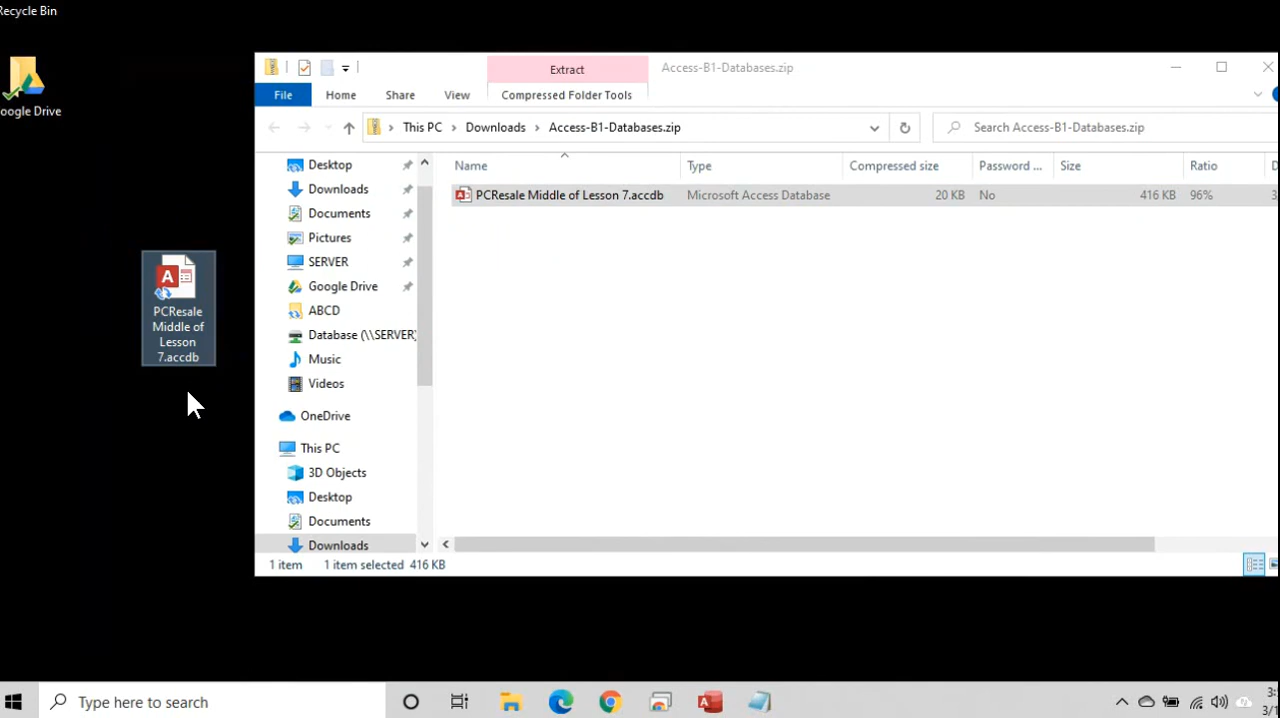 Recycle Bin
oogle Drive
PCResale
Middle of
Lesson
7.accdb
Extract
Access-B1-Databases.zip
File
Home
Share
View
Compressed Folder Tools
This PC > Downloads > Access-B1-Databases.zip
Search Access-B1-Databases.zip
Desktop
Downloads
Documents
Pictures
SERVER
Google Drive
ABCD
Database (\\SERVER)
Music
Videos
OneDrive
This PC
3D Objects
Desktop
Documents
Downloads
Name
Type
Compressed size
Password ...
Size
Ratio
D
PCResale Middle of Lesson 7.accdb
Microsoft Access Database
20 KB
No
416 KB
96%
3
1 item
1 item selected 416 KB
Type here to search
3:
3/1